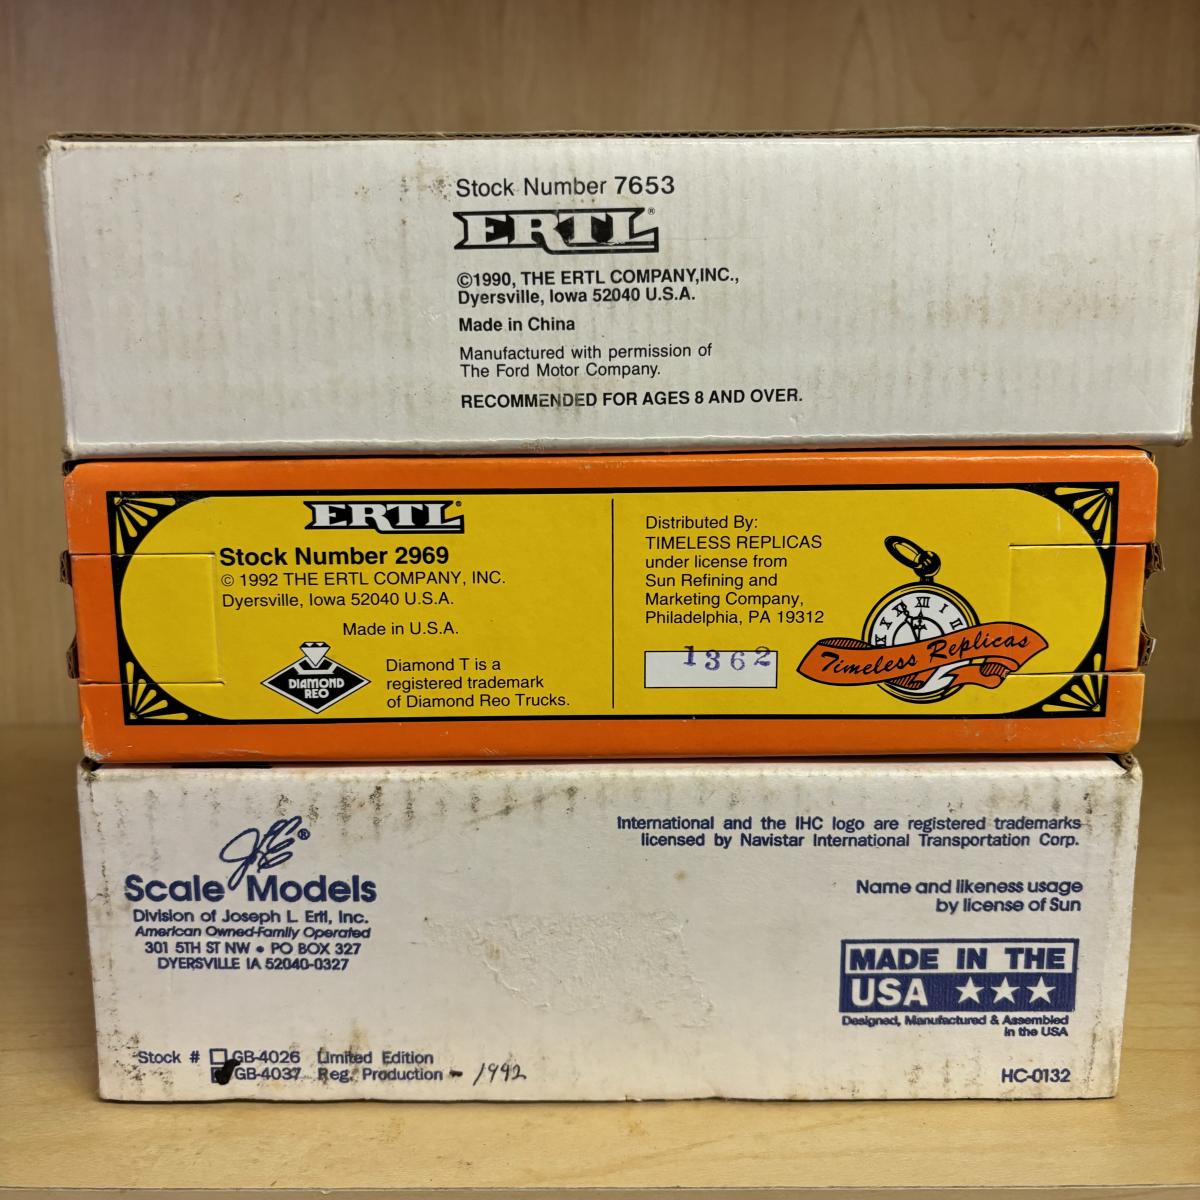 Stock Number 7653
ERTL®
©1990, THE ERTL COMPANY,INC.,
Dyersville, Iowa 52040 U.S.A.
Made in China
Manufactured with permission of
The Ford Motor Company.
RECOMMENDED FOR AGES 8 AND OVER.
ERTL®
Stock Number 2969
© 1992 THE ERTL COMPANY, INC.
Dyersville, Iowa 52040 U.S.A.
Made in U.S.A.
DIAMOND
REO
Diamond T is a
registered trademark
of Diamond Reo Trucks.
Distributed By:
TIMELESS REPLICAS
under license from
Sun Refining and
Marketing Company,
Philadelphia, PA 19312
1362
Timeless Replicas
JLE®
Scale Models
Division of Joseph L. Ertl, Inc.
American Owned-Family Operated
301 5TH ST NW • PO BOX 327
DYERSVILLE IA 52040-0327
International and the IHC logo are registered trademarks
licensed by Navistar International Transportation Corp.
Name and likeness usage
by license of Sun
MADE IN THE
USA ★★★
Designed, Manufactured & Assembled
in the USA
Stock # GB-4026 Limited Edition
GB-4037 Reg. Production - 1992
HC-0132